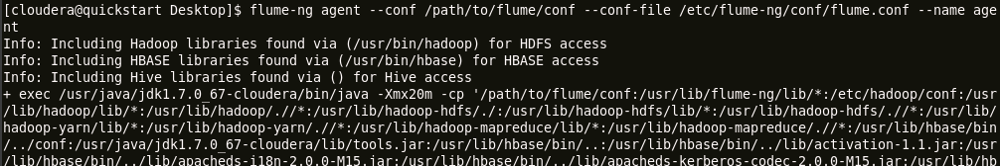 [cloudera@quickstart Desktop]$ flume-ng agent --conf /path/to/flume/conf --conf-file /etc/flume-ng/conf/flume.conf --name age
nt
Info: Including Hadoop libraries found via (/usr/bin/hadoop) for HDFS access
Info: Including HBASE libraries found via (/usr/bin/hbase) for HBASE access
Info: Including Hive libraries found via () for Hive access
+ exec /usr/java/jdk1.7.0_67-cloudera/bin/java -Xmx20m -cp '/path/to/flume/conf:/usr/lib/flume-ng/lib/*:/etc/hadoop/conf:/usr
/lib/hadoop/lib/*:/usr/lib/hadoop/.//*:/usr/lib/hadoop-hdfs/./:/usr/lib/hadoop-hdfs/lib/*:/usr/lib/hadoop-hdfs/.//*:/usr/lib/
hadoop-yarn/lib/*:/usr/lib/hadoop-yarn/.//*:/usr/lib/hadoop-mapreduce/lib/*:/usr/lib/hadoop-mapreduce/.//*:/usr/lib/hbase/bin
/../conf:/usr/java/jdk1.7.0_67-cloudera/lib/tools.jar:/usr/lib/hbase/bin/..:/usr/lib/hbase/bin/../lib/activation-1.1.jar:/usr
/lib/hbase/bin/../lib/apacheds-i18n-2.0.0-M15.jar:/usr/lib/hbase/bin/../lib/apacheds-kerberos-codec-2.0.0-M15.jar:/usr/lib/h